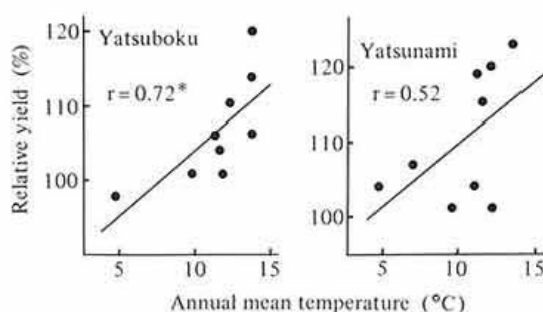 Yatsuboku
r=0.72*
Yatsunami
r=0.52
Relative yield (%)
120
110
100
120
110
100
5
10
15
5
10
15
Annual mean temperature (°C)